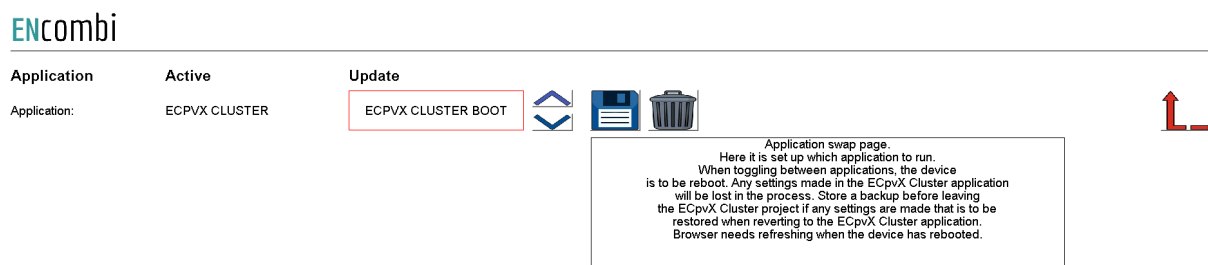 ENcombi
Application Active Update
Application: ECPVX CLUSTER ECPVX CLUSTER BOOT
Application swap page.
Here it is set up which application to run.
When toggling between applications, the device
is to be reboot. Any settings made in the ECpvX Cluster application
will be lost in the process. Store a backup before leaving
the ECpvX Cluster project if any settings are made that is to be
restored when reverting to the ECpvX Cluster application.
Browser needs refreshing when the device has rebooted.